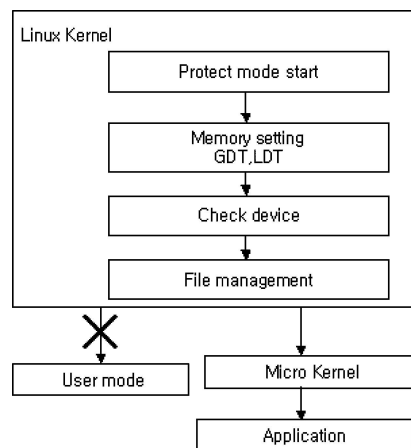 Linux Kernel
Protect mode start
Memory setting
GDT,LDT
Check device
File management
User mode
Micro Kernel
Application